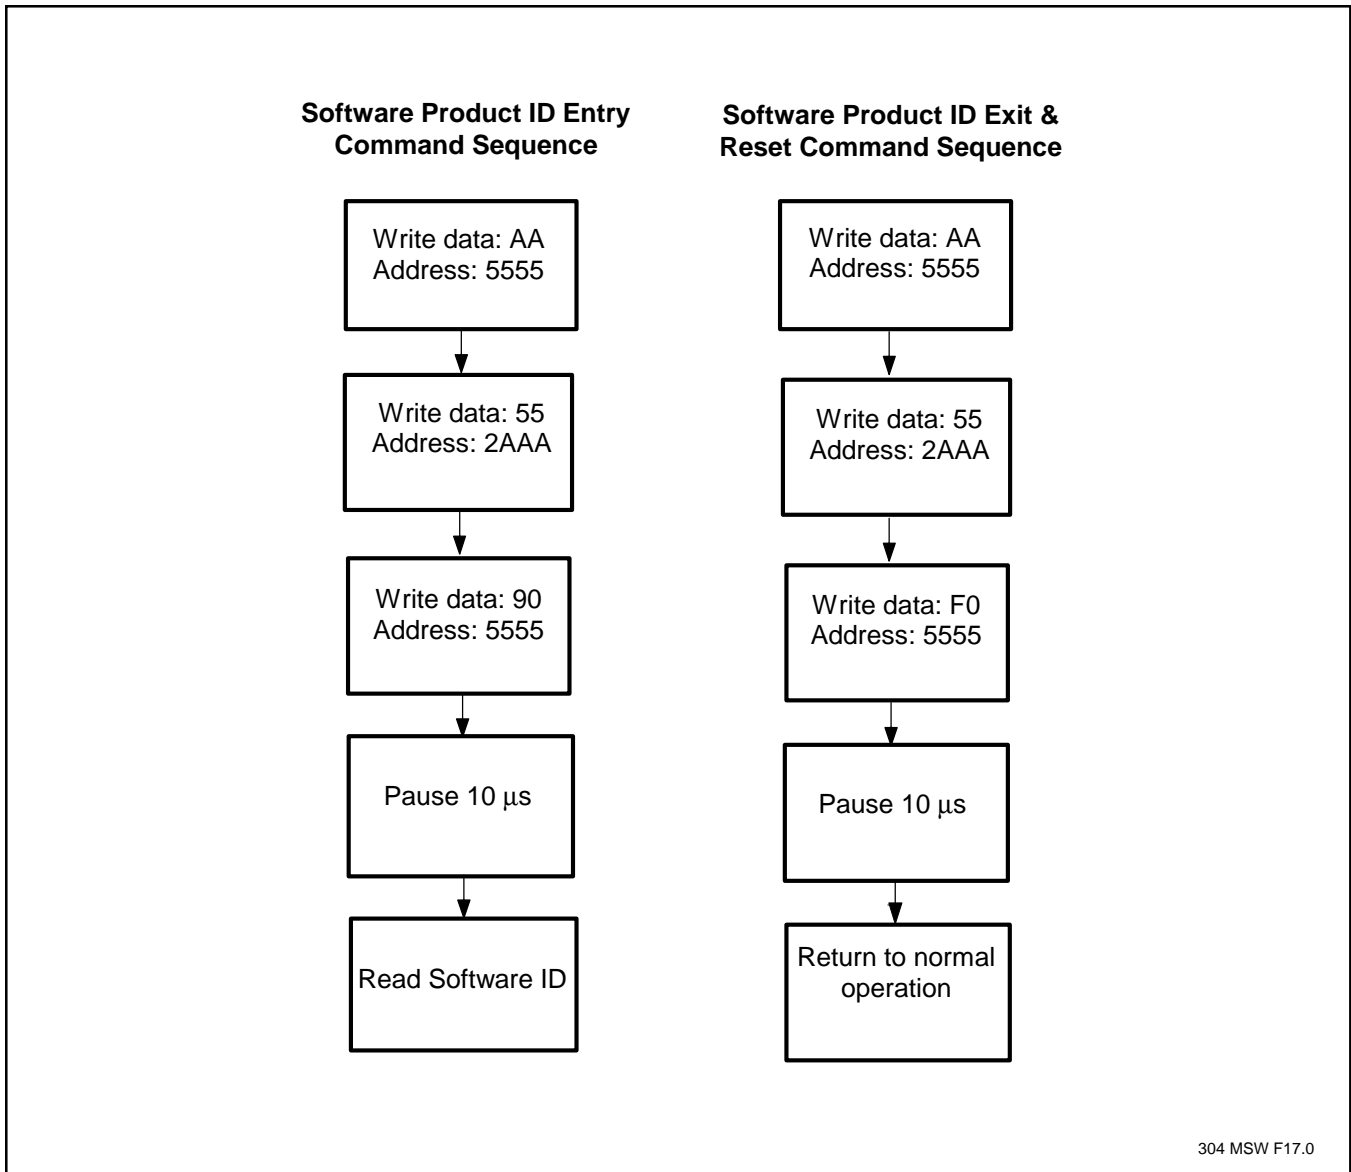 Software Product ID Entry
Command Sequence
Write data: AA
Address: 5555
Write data: 55
Address: 2AAA
Write data: 90
Address: 5555
Pause 10 μs
Read Software ID
Software Product ID Exit &
Reset Command Sequence
Write data: AA
Address: 5555
Write data: 55
Address: 2AAA
Write data: F0
Address: 5555
Pause 10 μs
Return to normal
operation
304 MSW F17.0